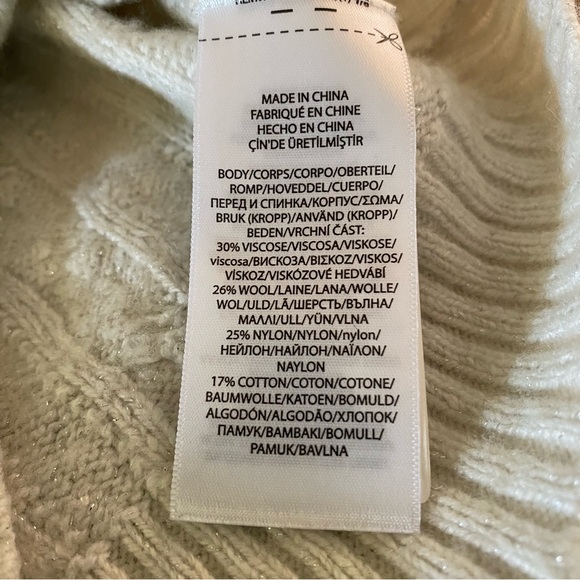 MADE IN CHINA
FABRIQUÉ EN CHINE
HECHO EN CHINA
ÇİN'DE ÜRETİLMİŞTİR
BODY/CORPS/CORPO/OBERTEIL/
ROMP/HOVEDDEL/CUERPO/
ПЕРЕД И СПИНКА/КОРПУС/ΣΩΜΑ/
BRUK (KROPP)/ANVÄND (KROPP)/
BEDEN/VRCHNÍ ČÁST:
30% VISCOSE/VISCOSA/VISKOSE/
viscosa/ВИСКОЗА/ΒΙΣΚΟΖ/VISKOS/
VİSKOZ/VISKÓZOVÉ HEDVÁBÍ
26% WOOL/LAINE/LANA/WOLLE/
WOL/ULD/LÃ/ШЕРСТЬ/ВЪЛНА/
ΜΑΛΛΙ/ULL/YÜN/VLNA
25% NYLON/NYLON/nylon/
НЕЙЛОН/НАЙЛОН/ΝΑΪΛΟΝ/
NAYLON
17% COTTON/COTON/COTONE/
BAUMWOLLE/KATOEN/BOMULD/
ALGODÓN/ALGODÃO/ХЛОПОК/
ПАМУК/ΒΑΜΒΑΚΙ/BOMULL/
PAMUK/BAVLNA